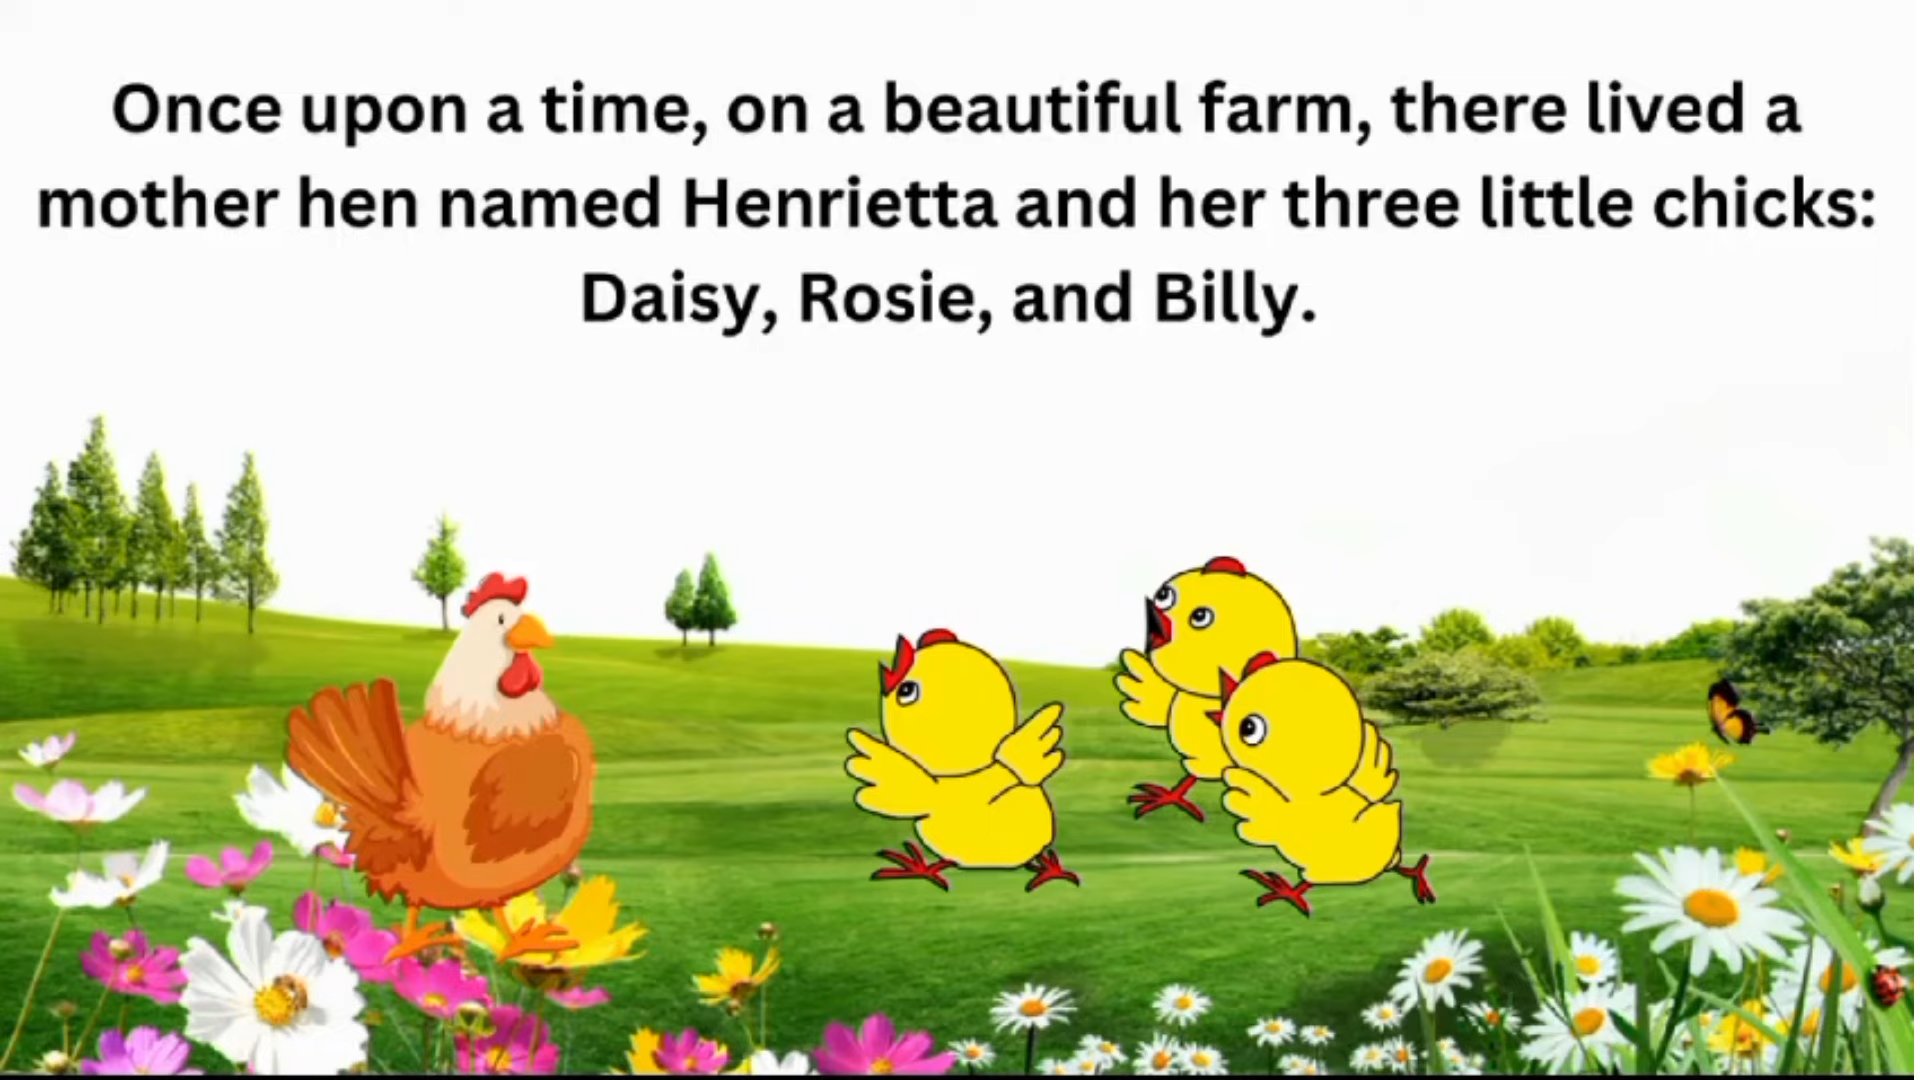 Once upon a time, on a beautiful farm, there lived a
mother hen named Henrietta and her three little chicks:
Daisy, Rosie, and Billy.